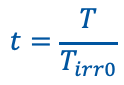 t = T / T_irr0